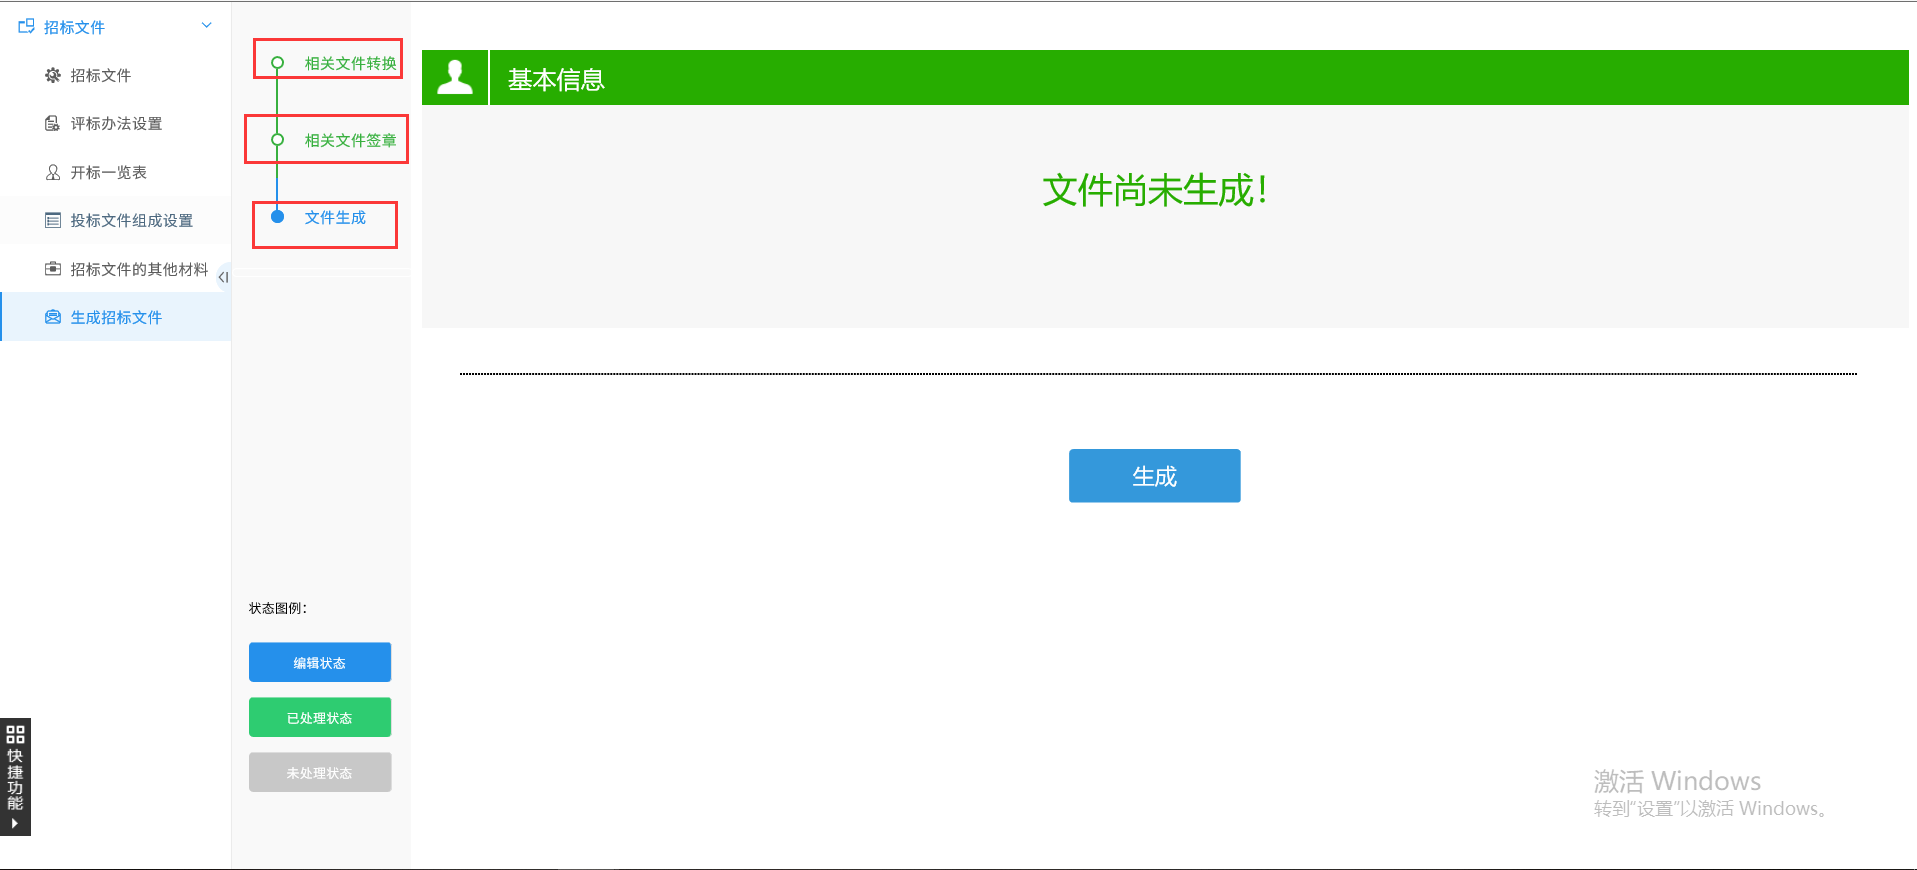 招标文件
招标文件
评标办法设置
开标一览表
投标文件组成设置
招标文件的其他材料
生成招标文件
快捷功能
相关文件转换
相关文件签章
文件生成
状态图例：
编辑状态
已处理状态
未处理状态
基本信息
文件尚未生成！
生成
激活 Windows
转到“设置”以激活 Windows。